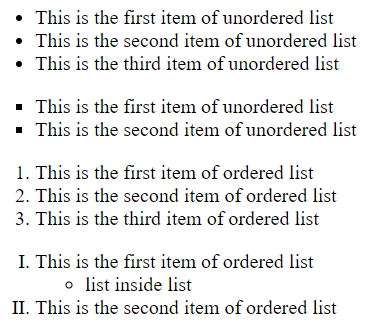 • This is the first item of unordered list
• This is the second item of unordered list
• This is the third item of unordered list
▪ This is the first item of unordered list
▪ This is the second item of unordered list
1. This is the first item of ordered list
2. This is the second item of ordered list
3. This is the third item of ordered list
I. This is the first item of ordered list
◦ list inside list
II. This is the second item of ordered list